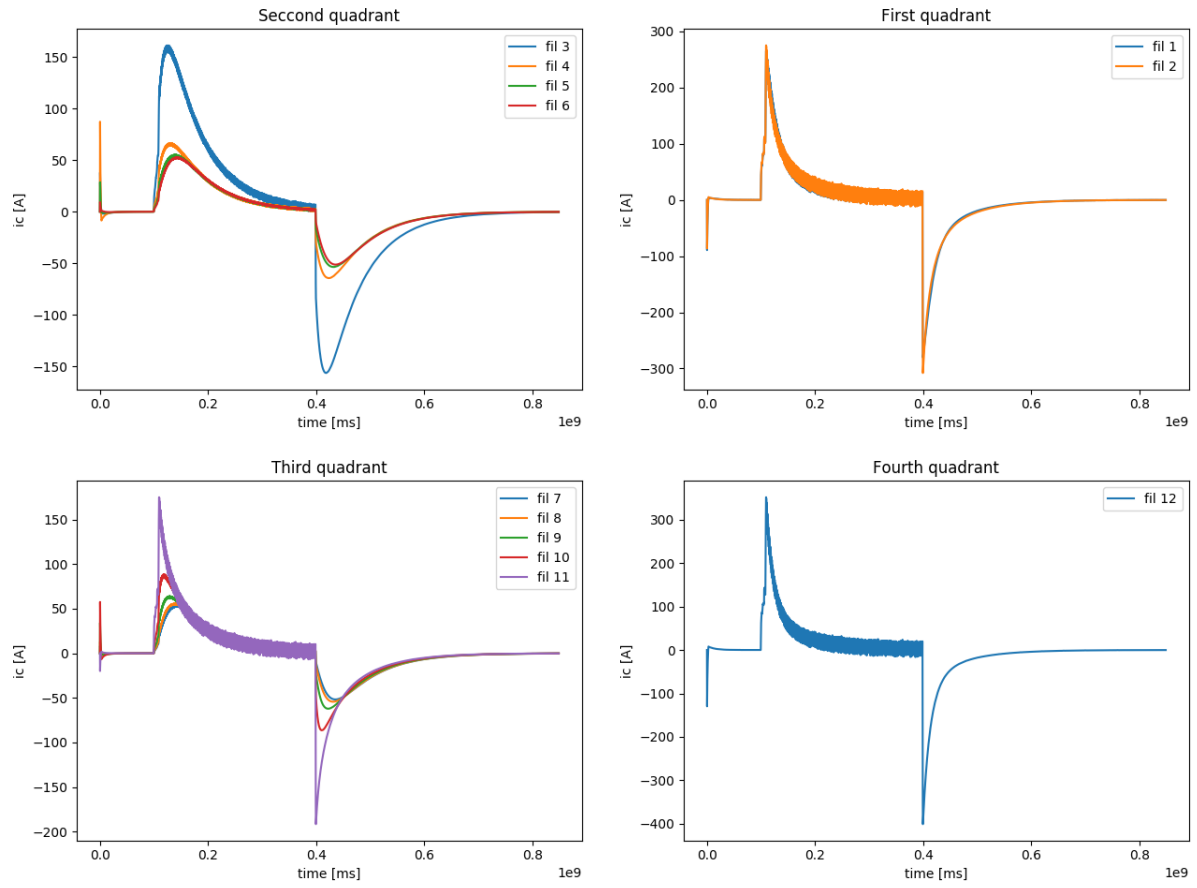 Seccond quadrant
ic [A]
150
100
50
0
−50
−100
−150
fil 3
fil 4
fil 5
fil 6
0.0 0.2 0.4 0.6 0.8
1e9
time [ms]
First quadrant
ic [A]
300
200
100
0
−100
−200
−300
fil 1
fil 2
0.0 0.2 0.4 0.6 0.8
1e9
time [ms]
Third quadrant
ic [A]
150
100
50
0
−50
−100
−150
−200
fil 7
fil 8
fil 9
fil 10
fil 11
0.0 0.2 0.4 0.6 0.8
1e9
time [ms]
Fourth quadrant
ic [A]
300
200
100
0
−100
−200
−300
−400
fil 12
0.0 0.2 0.4 0.6 0.8
1e9
time [ms]